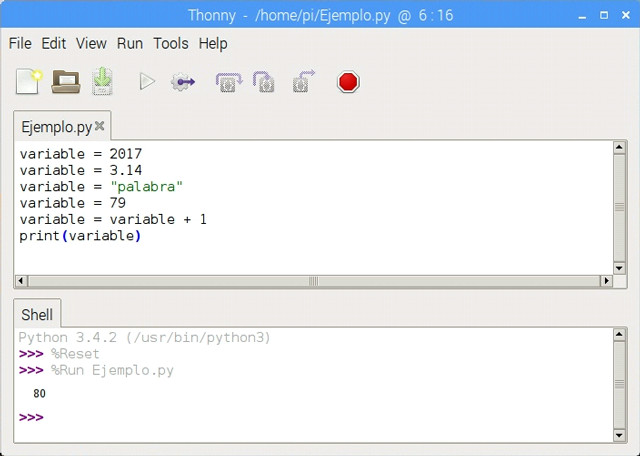 Thonny - /home/pi/Ejemplo.py @ 6 : 16
File Edit View Run Tools Help
Ejemplo.py
variable = 2017
variable = 3.14
variable = "palabra"
variable = 79
variable = variable + 1
print(variable)
Shell
Python 3.4.2 (/usr/bin/python3)
>>> %Reset
>>> %Run Ejemplo.py
80
>>>